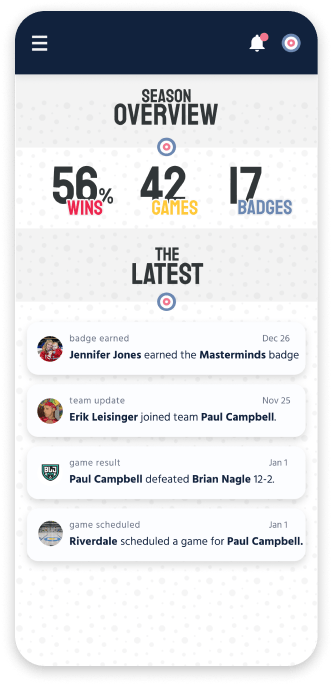 SEASON
OVERVIEW
56% 42 17
WINS GAMES BADGES
THE
LATEST
badge earned Dec 26
Jennifer Jones earned the Masterminds badge
team update Nov 25
Erik Leisinger joined team Paul Campbell.
game result Jan 1
Paul Campbell defeated Brian Nagle 12-2.
game scheduled Jan 1
Riverdale scheduled a game for Paul Campbell.